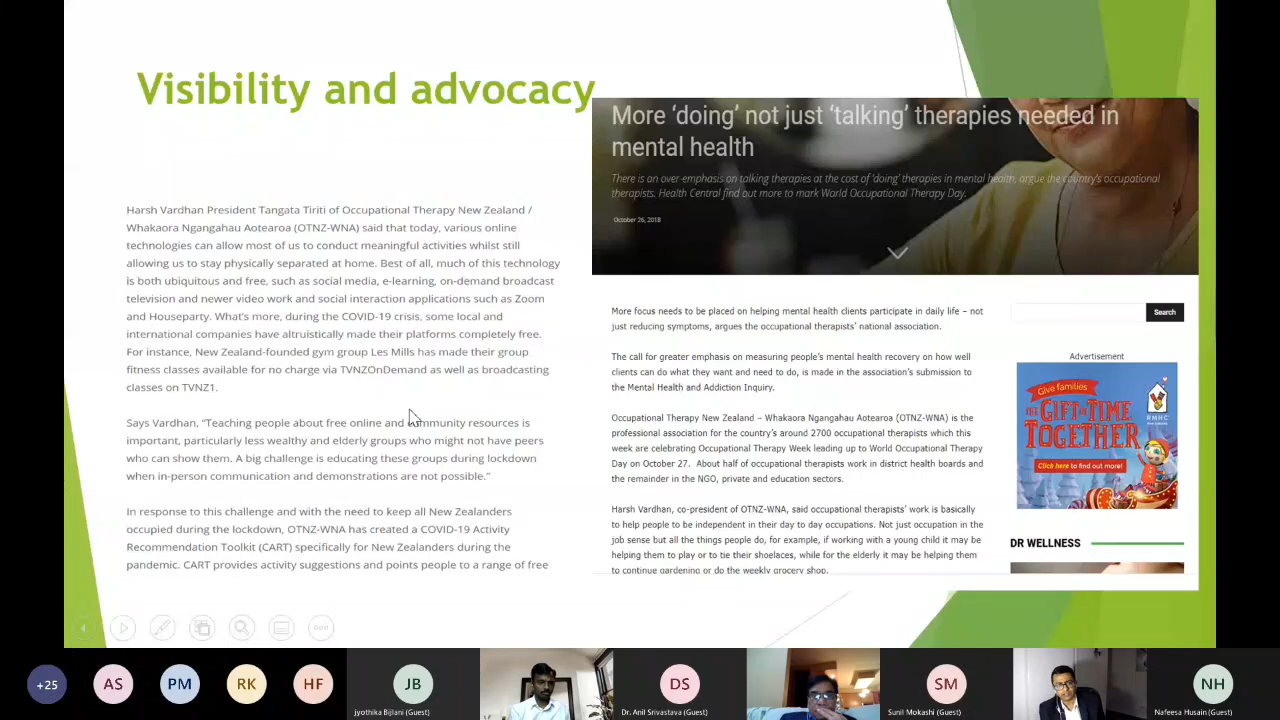 Visibility and advocacy
Harsh Vardhan President Tangata Tiriti of Occupational Therapy New Zealand /
Whakaora Ngangahau Aotearoa (OTNZ-WNA) said that today, various online
technologies can allow most of us to conduct meaningful activities whilst still
allowing us to stay physically separated at home. Best of all, much of this technology
is both ubiquitous and free, such as social media, e-learning, on-demand broadcast
television and newer video work and social interaction applications such as Zoom
and Houseparty. What's more, during the COVID-19 crisis, some local and
international companies have altruistically made their platforms completely free.
For instance, New Zealand-founded gym group Les Mills has made their group
fitness classes available for no charge via TVNZOnDemand as well as broadcasting
classes on TVNZ1.
Says Vardhan, "Teaching people about free online and community resources is
important, particularly less wealthy and elderly groups who might not have peers
who can show them. A big challenge is educating these groups during lockdown
when in-person communication and demonstrations are not possible."
In response to this challenge and with the need to keep all New Zealanders
occupied during the lockdown, OTNZ-WNA has created a COVID-19 Activity
Recommendation Toolkit (CART) specifically for New Zealanders during the
pandemic. CART provides activity suggestions and points people to a range of free
More 'doing' not just 'talking' therapies needed in
mental health
There is an over-emphasis on talking therapies at the cost of 'doing' therapies in mental health, argue the country's occupational
therapists. Health Central find out more to mark World Occupational Therapy Day.
October 26, 2018
More focus needs to be placed on helping mental health clients participate in daily life – not
just reducing symptoms, argues the occupational therapists' national association.
The call for greater emphasis on measuring people's mental health recovery on how well
clients can do what they want and need to do, is made in the association's submission to
the Mental Health and Addiction Inquiry.
Occupational Therapy New Zealand – Whakaora Ngangahau Aotearoa (OTNZ-WNA) is the
professional association for the country's around 2700 occupational therapists which this
week are celebrating Occupational Therapy Week leading up to World Occupational Therapy
Day on October 27. About half of occupational therapists work in district health boards and
the remainder in the NGO, private and education sectors.
Harsh Vardhan, co-president of OTNZ-WNA, said occupational therapists' work is basically
to help people to be independent in their day to day occupations. Not just occupation in the
job sense but all the things people do, for example, if working with a young child it may be
helping them to play or to tie their shoelaces, while for the elderly it may be helping them
to continue gardening or do the weekly grocery shop.
Search
Advertisement
Give families
THE GIFT OF TIME
TOGETHER
Click here to find out more!
RMHC
DR WELLNESS
+25
AS
PM
RK
HF
JB
jyothika Bijlani (Guest)
DS
Dr. Anil Srivastava (Guest)
SM
Sunil Mokashi (Guest)
NH
Nafeesa Husain (Guest)